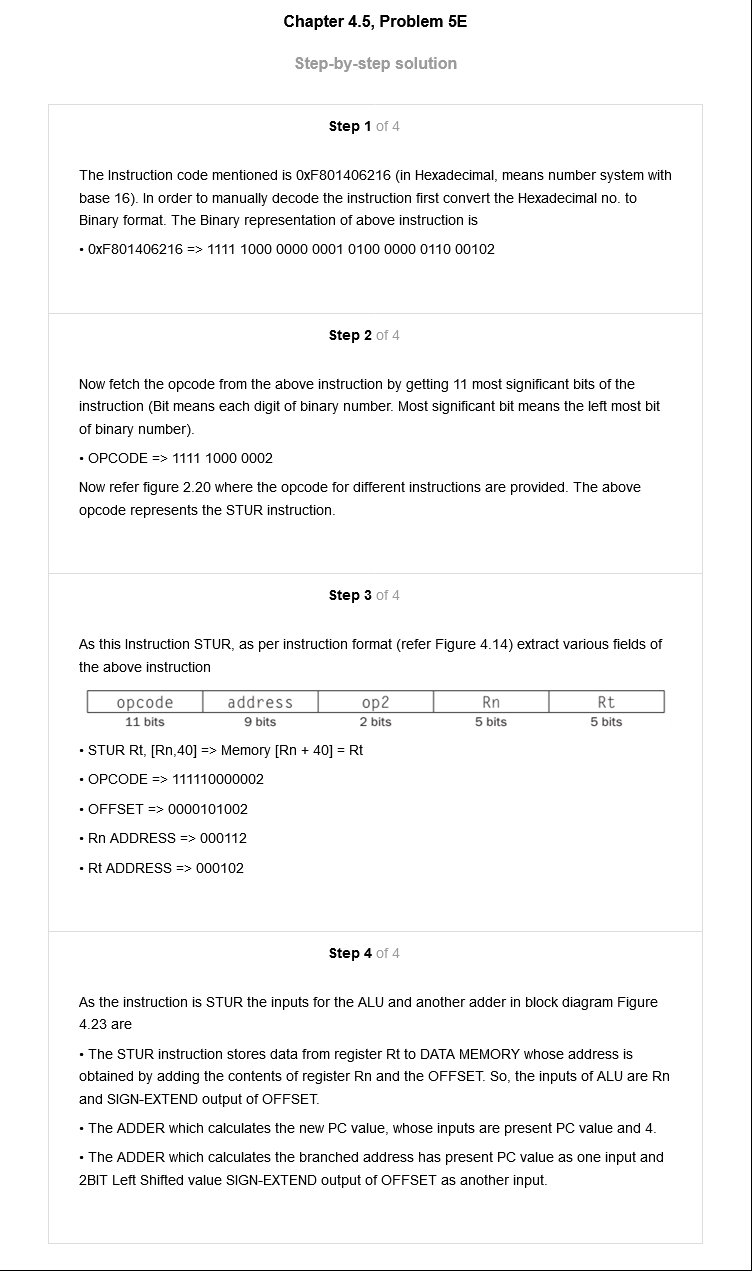 Chapter 4.5, Problem 5E
Step-by-step solution
Step 1 of 4
The Instruction code mentioned is 0xF801406216 (in Hexadecimal, means number system with
base 16). In order to manually decode the instruction first convert the Hexadecimal no. to
Binary format. The Binary representation of above instruction is
• 0xF801406216 => 1111 1000 0000 0001 0100 0000 0110 00102
Step 2 of 4
Now fetch the opcode from the above instruction by getting 11 most significant bits of the
instruction (Bit means each digit of binary number. Most significant bit means the left most bit
of binary number).
• OPCODE => 1111 1000 0002
Now refer figure 2.20 where the opcode for different instructions are provided. The above
opcode represents the STUR instruction.
Step 3 of 4
As this Instruction STUR, as per instruction format (refer Figure 4.14) extract various fields of
the above instruction
opcode address op2 Rn Rt
11 bits 9 bits 2 bits 5 bits 5 bits
• STUR Rt, [Rn,40] => Memory [Rn + 40] = Rt
• OPCODE => 111110000002
• OFFSET => 0000101002
• Rn ADDRESS => 000112
• Rt ADDRESS => 000102
Step 4 of 4
As the instruction is STUR the inputs for the ALU and another adder in block diagram Figure
4.23 are
• The STUR instruction stores data from register Rt to DATA MEMORY whose address is
obtained by adding the contents of register Rn and the OFFSET. So, the inputs of ALU are Rn
and SIGN-EXTEND output of OFFSET.
• The ADDER which calculates the new PC value, whose inputs are present PC value and 4.
• The ADDER which calculates the branched address has present PC value as one input and
2BIT Left Shifted value SIGN-EXTEND output of OFFSET as another input.